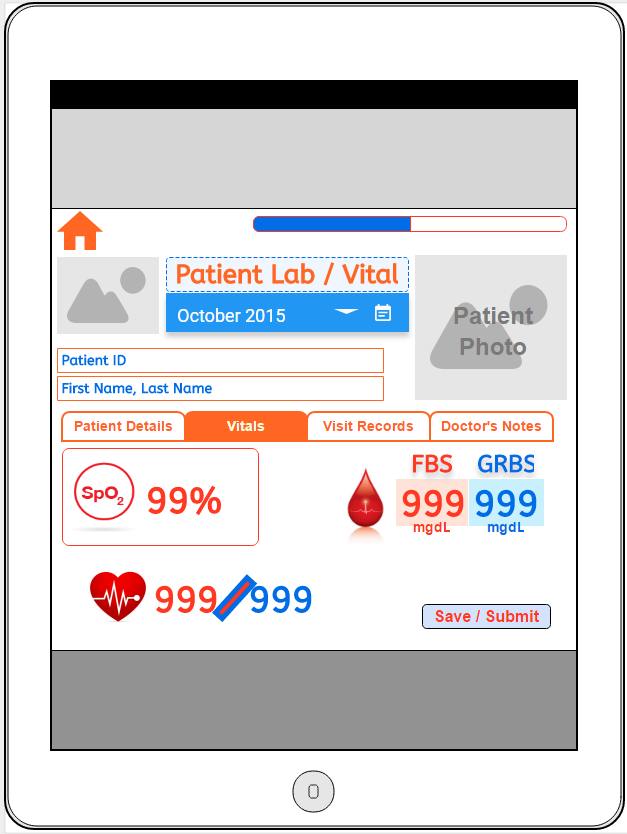 Patient Lab / Vital
October 2015
Patient
Photo
Patient ID
First Name, Last Name
Patient Details
Vitals
Visit Records
Doctor's Notes
SpO2
99%
FBS
GRBS
999
999
mgdL
mgdL
999/999
Save / Submit